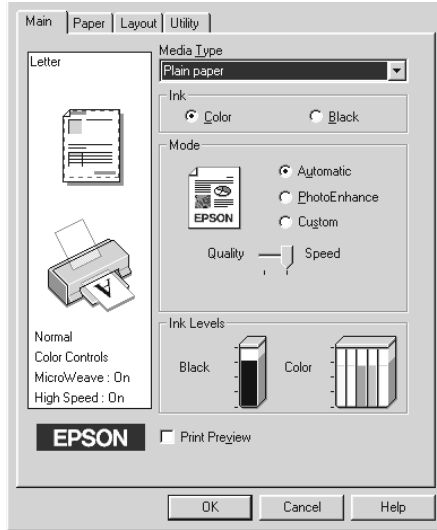 Main
Paper
Layout
Utility
Letter
Media Type
Plain paper
Ink
Color
Black
Mode
EPSON
Automatic
PhotoEnhance
Custom
Quality
Speed
A
Normal
Color Controls
MicroWeave : On
High Speed : On
Ink Levels
Black
Color
EPSON
Print Preview
OK
Cancel
Help